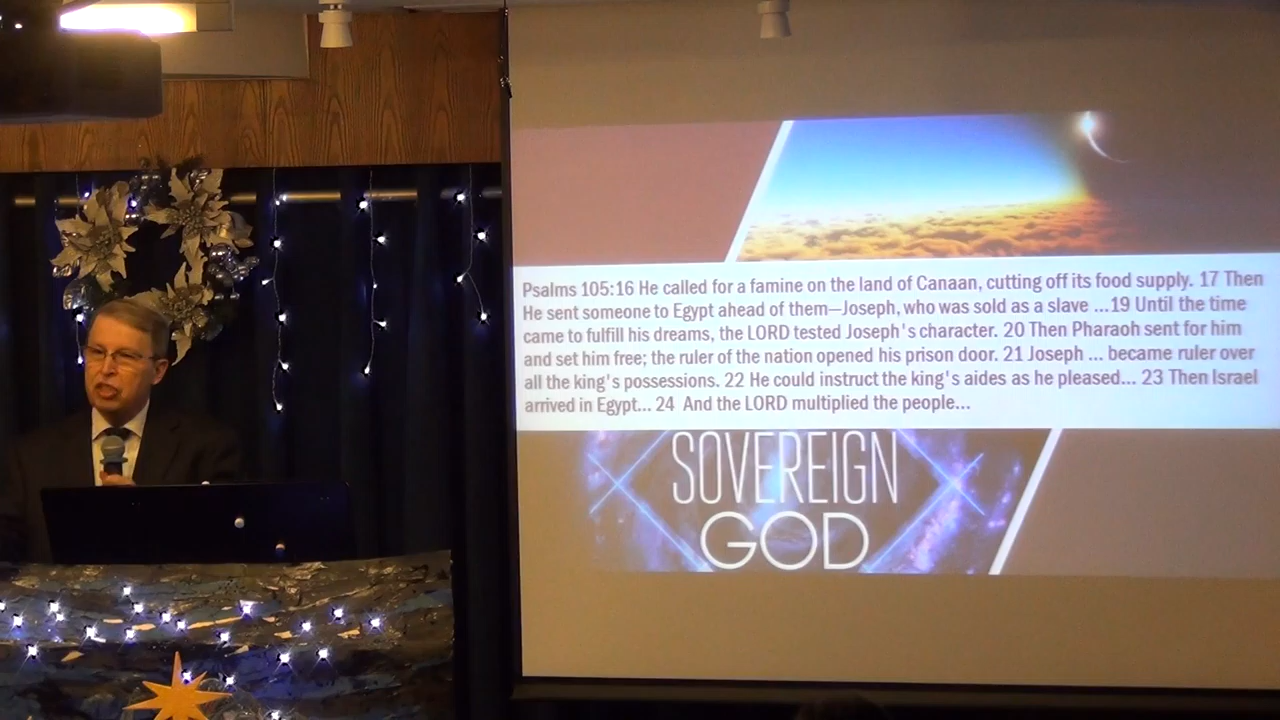 Psalms 105:16 He called for a famine on the land of Canaan, cutting off its food supply. 17 Then
He sent someone to Egypt ahead of them—Joseph, who was sold as a slave ...19 Until the time
came to fulfill his dreams, the LORD tested Joseph's character. 20 Then Pharaoh sent for him
and set him free; the ruler of the nation opened his prison door. 21 Joseph ... became ruler over
all the king's possessions. 22 He could instruct the king's aides as he pleased... 23 Then Israel
arrived in Egypt... 24 And the LORD multiplied the people...
SOVEREIGN
GOD